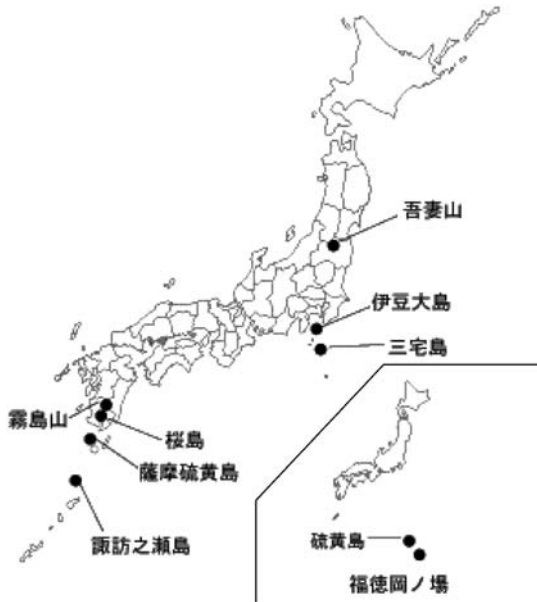 吾妻山
伊豆大島
三宅島
霧島山
桜島
薩摩硫黄島
諏訪之瀬島
硫黄島
福徳岡ノ場